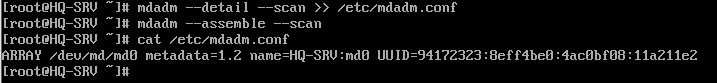 [root@HQ-SRV ~]# mdadm --detail --scan >> /etc/mdadm.conf
[root@HQ-SRV ~]# mdadm --assemble --scan
[root@HQ-SRV ~]# cat /etc/mdadm.conf
ARRAY /dev/md/md0 metadata=1.2 name=HQ-SRV:md0 UUID=94172323:8eff4be0:4ac0bf08:11a211e2
[root@HQ-SRV ~]#